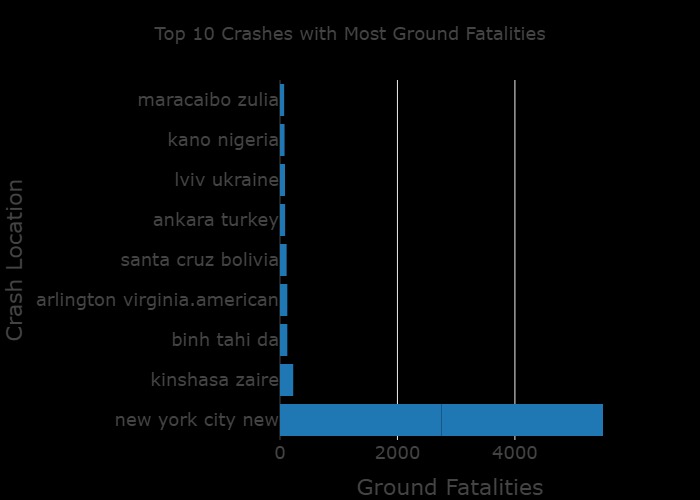 Top 10 Crashes with Most Ground Fatalities
maracaibo zulia
kano nigeria
lviv ukraine
ankara turkey
santa cruz bolivia
arlington virginia.american
binh tahi da
kinshasa zaire
new york city new
0 2000 4000
Ground Fatalities
Crash Location